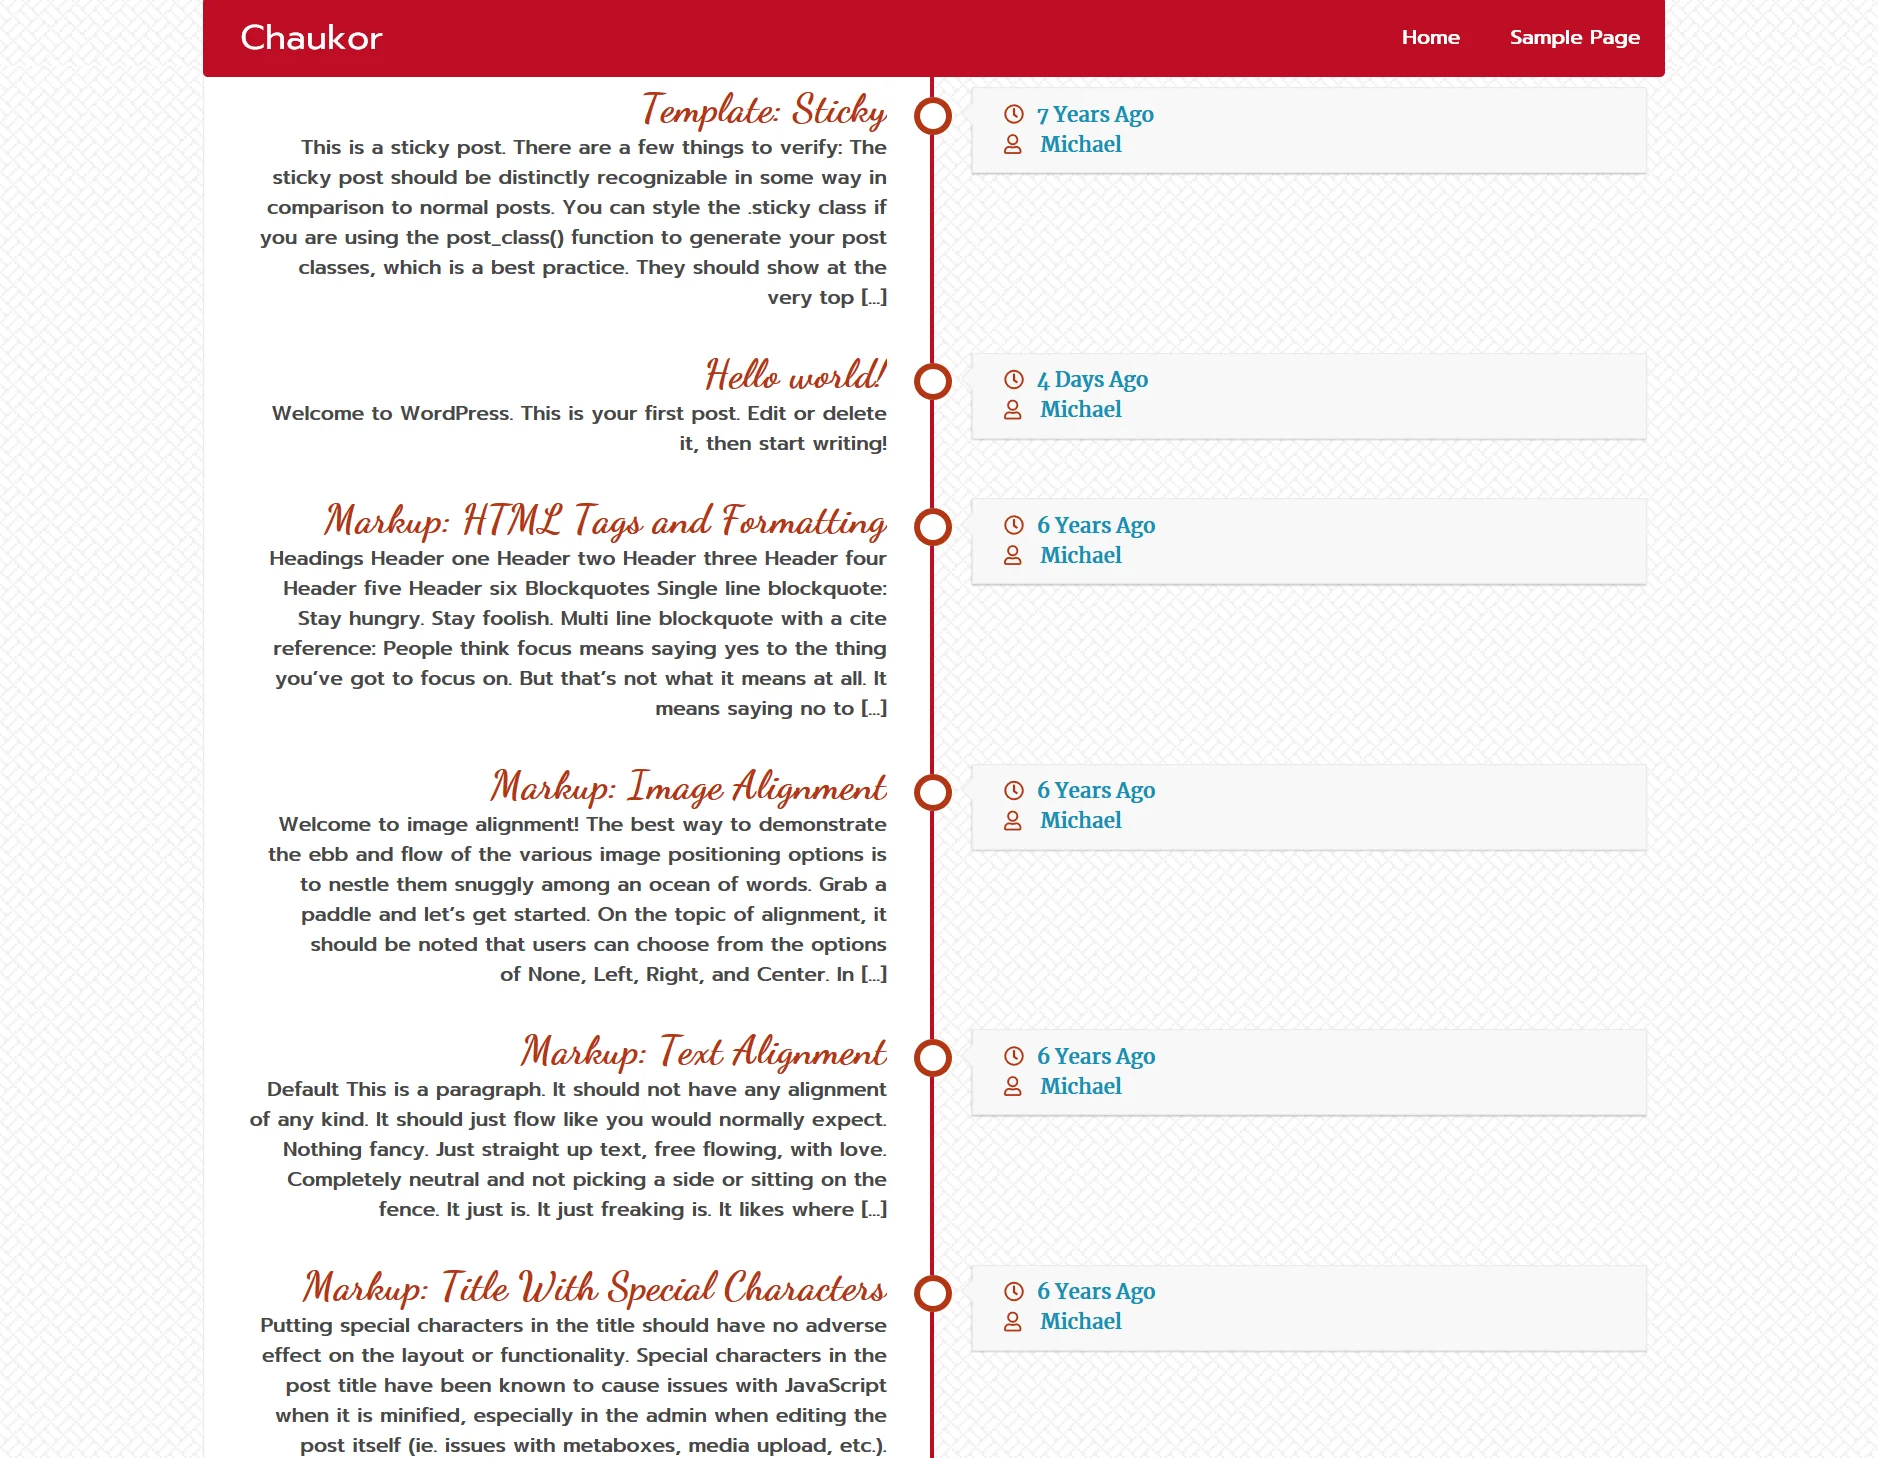 Chaukor
Home
Sample Page
Template: Sticky
This is a sticky post. There are a few things to verify: The
sticky post should be distinctly recognizable in some way in
comparison to normal posts. You can style the .sticky class if
you are using the post_class() function to generate your post
classes, which is a best practice. They should show at the
very top [...]
7 Years Ago
Michael
Hello world!
Welcome to WordPress. This is your first post. Edit or delete
it, then start writing!
4 Days Ago
Michael
Markup: HTML Tags and Formatting
Headings Header one Header two Header three Header four
Header five Header six Blockquotes Single line blockquote:
Stay hungry. Stay foolish. Multi line blockquote with a cite
reference: People think focus means saying yes to the thing
you’ve got to focus on. But that’s not what it means at all. It
means saying no to [...]
6 Years Ago
Michael
Markup: Image Alignment
Welcome to image alignment! The best way to demonstrate
the ebb and flow of the various image positioning options is
to nestle them snuggly among an ocean of words. Grab a
paddle and let’s get started. On the topic of alignment, it
should be noted that users can choose from the options
of None, Left, Right, and Center. In [...]
6 Years Ago
Michael
Markup: Text Alignment
Default This is a paragraph. It should not have any alignment
of any kind. It should just flow like you would normally expect.
Nothing fancy. Just straight up text, free flowing, with love.
Completely neutral and not picking a side or sitting on the
fence. It just is. It just freaking is. It likes where [...]
6 Years Ago
Michael
Markup: Title With Special Characters
Putting special characters in the title should have no adverse
effect on the layout or functionality. Special characters in the
post title have been known to cause issues with JavaScript
when it is minified, especially in the admin when editing the
post itself (ie. issues with metaboxes, media upload, etc.).
6 Years Ago
Michael